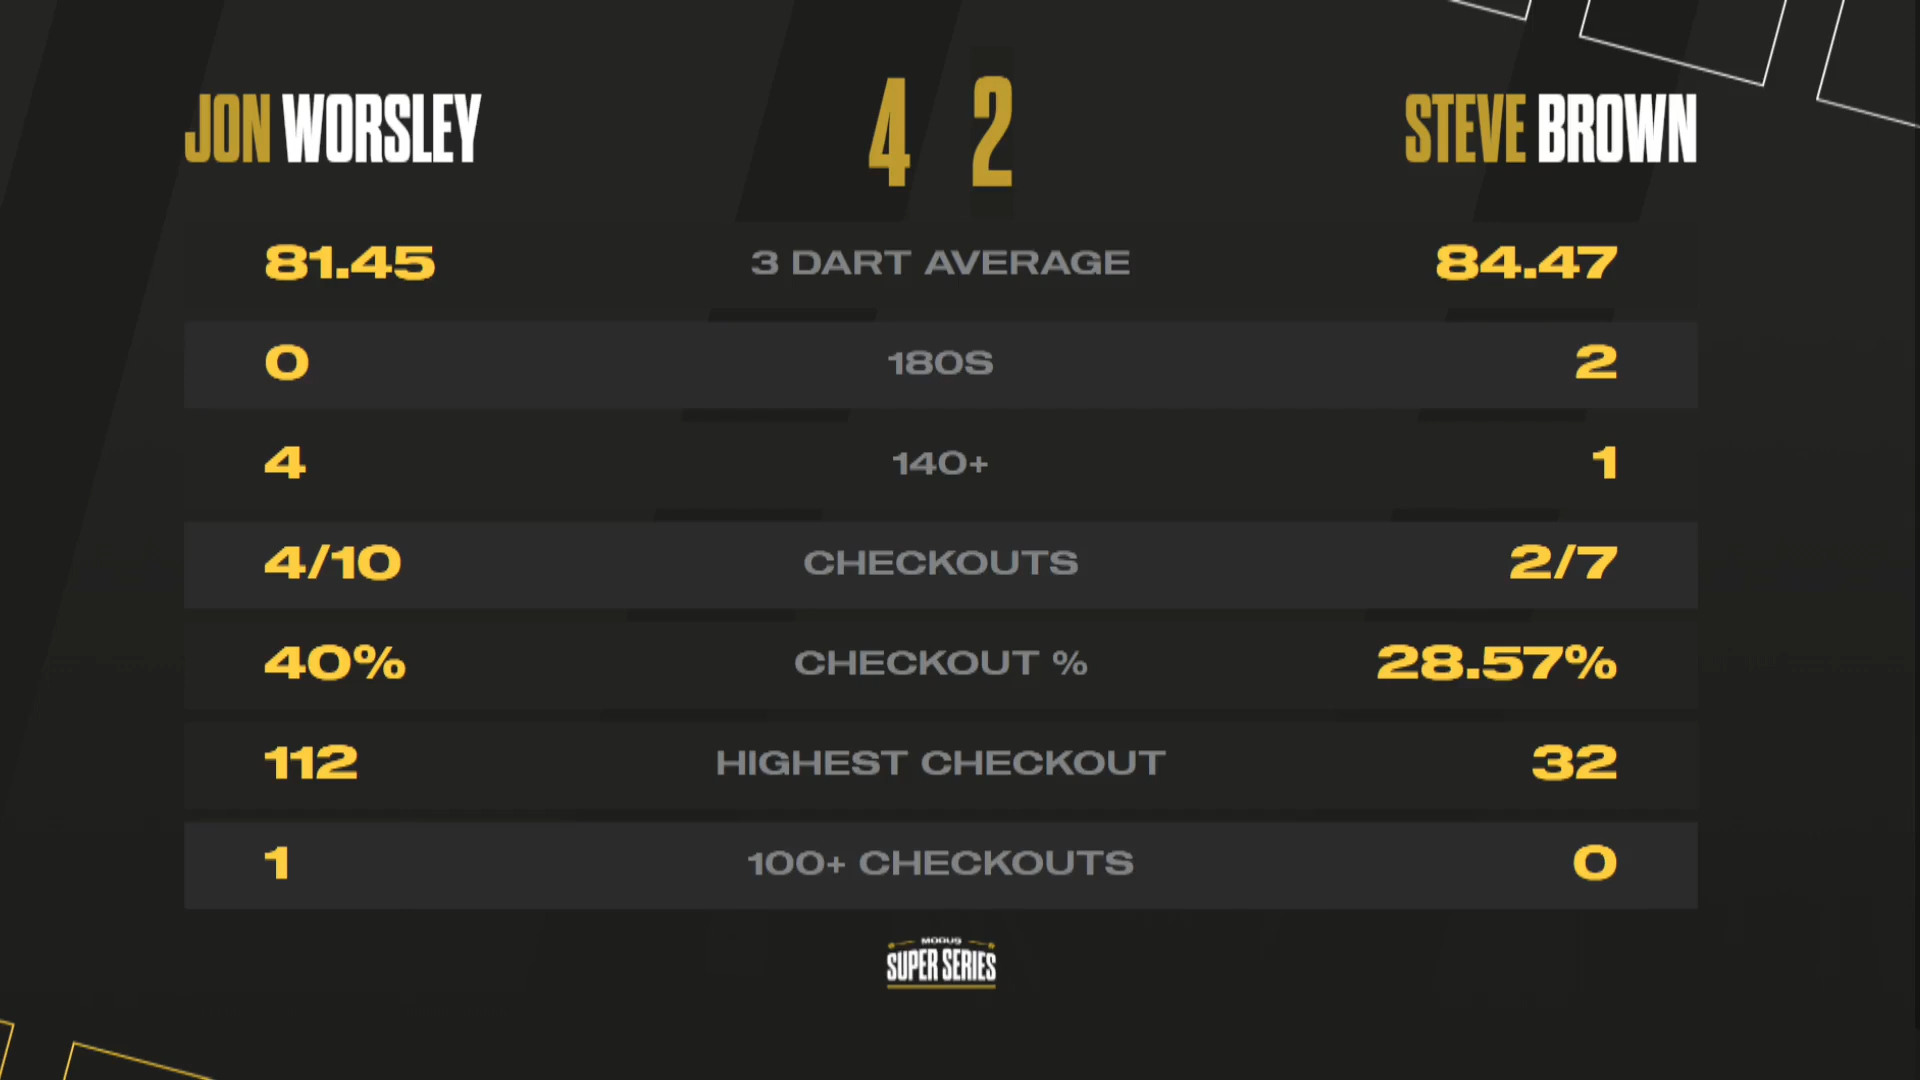 JON WORSLEY 4 2 STEVE BROWN
81.45 3 DART AVERAGE 84.47
0 180S 2
4 140+ 1
4/10 CHECKOUTS 2/7
40% CHECKOUT % 28.57%
112 HIGHEST CHECKOUT 32
1 100+ CHECKOUTS 0
MODUS
SUPER SERIES